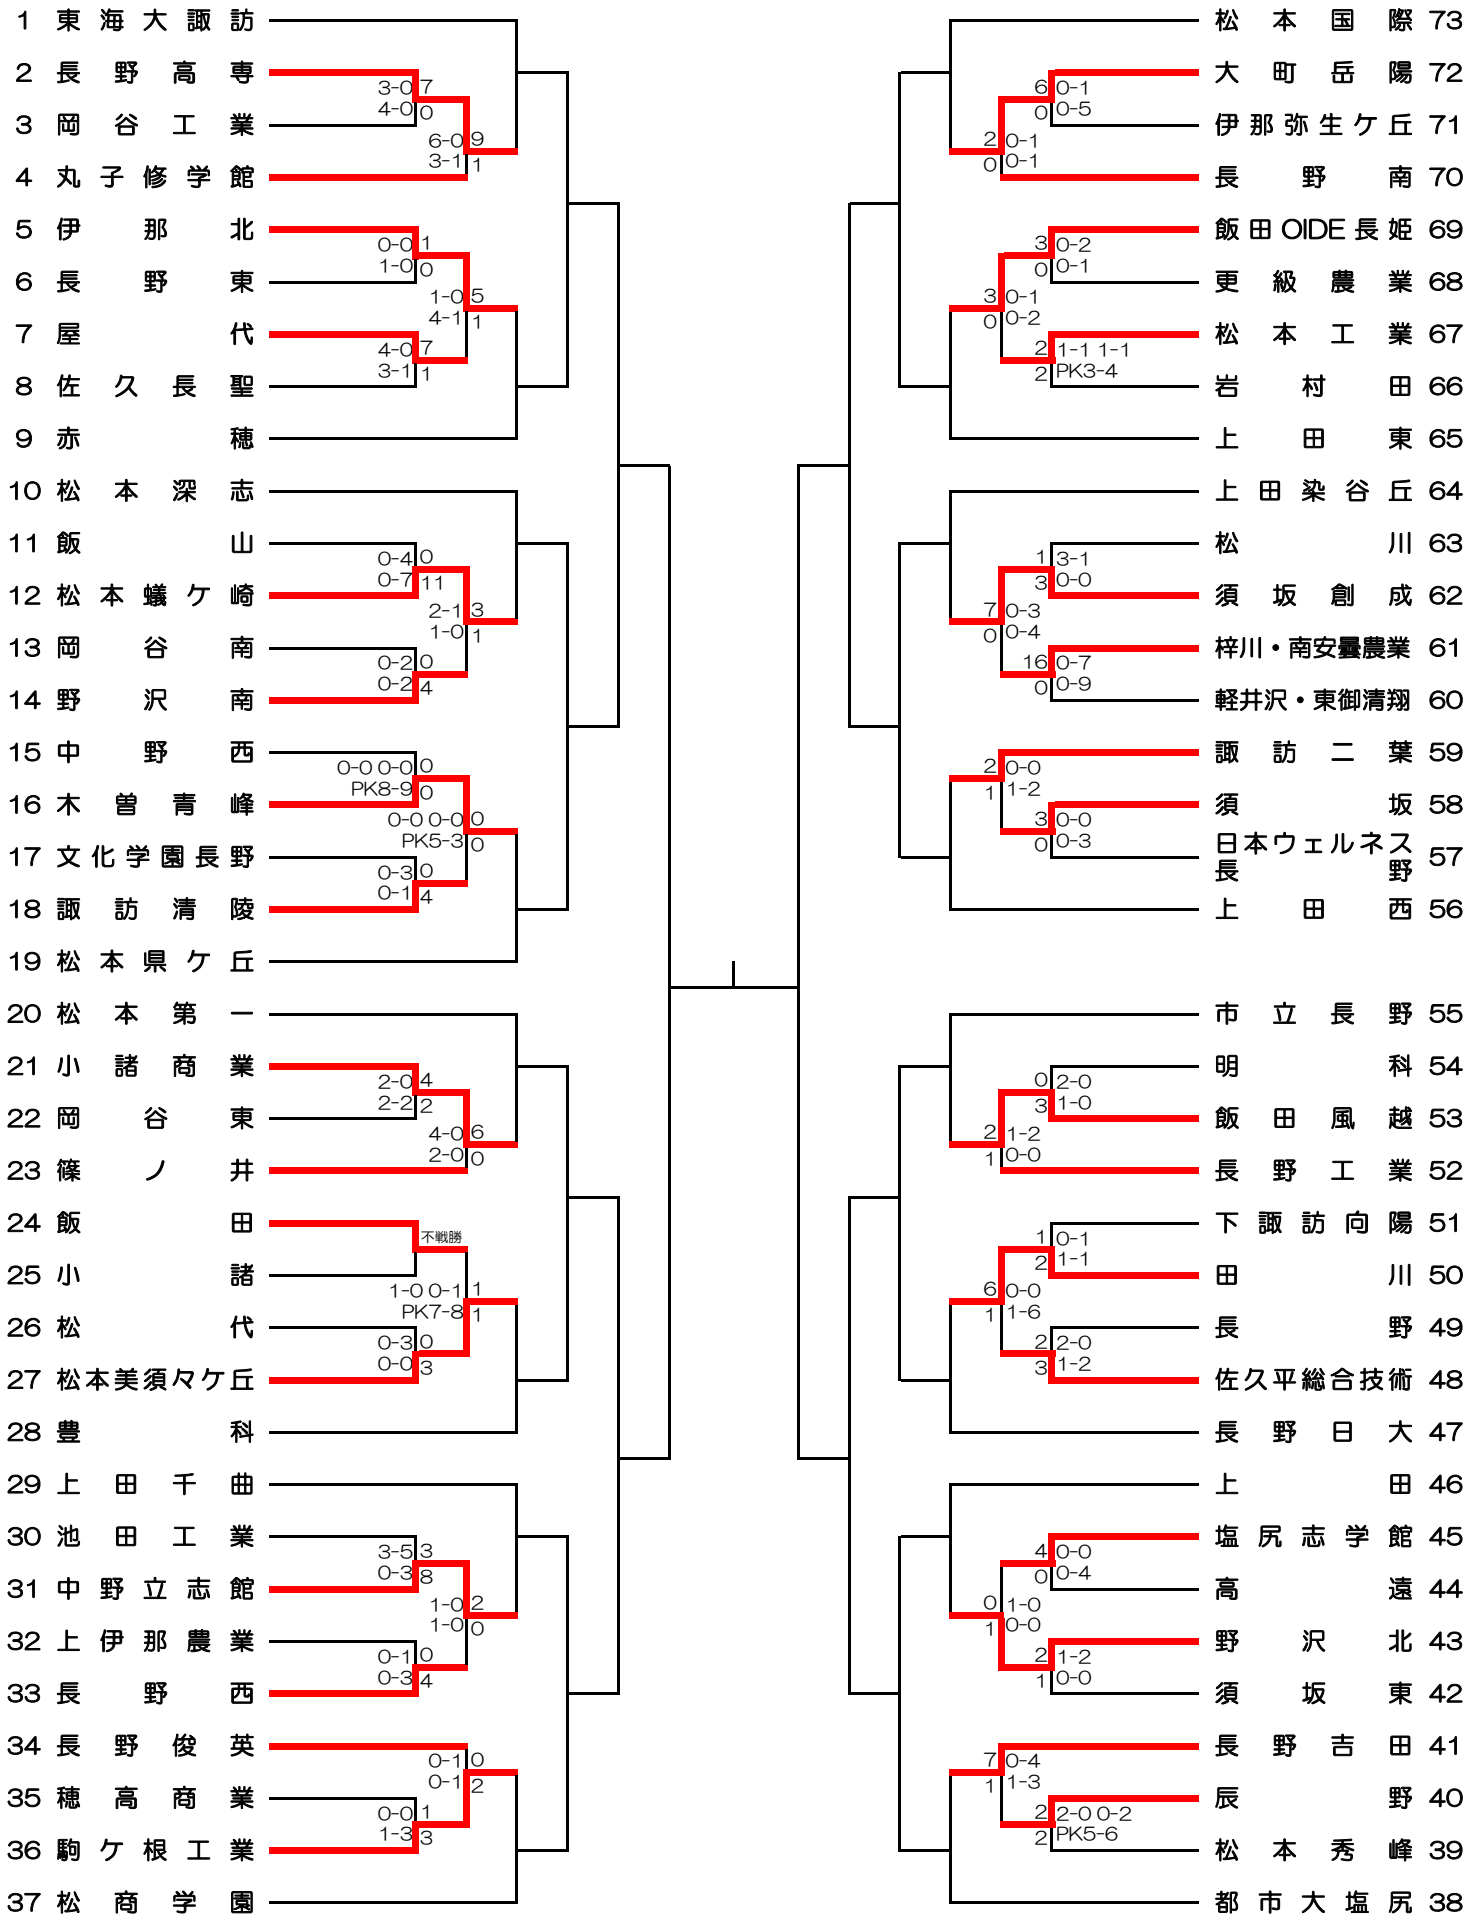 1 東海大諏訪
2 長野高専
3-0 7
4-0 0
3 岡谷工業
6-0 9
3-1 1
4 丸子修学館
5 伊那北
0-0 1
1-0 0
6 長野東
1-0 5
4-1 1
7 屋代
4-0 7
3-1 1
8 佐久長聖
9 赤穂
10 松本深志
11 飯山
0-4 0
0-7 11
12 松本蟻ケ崎
2-1 3
1-0 1
13 岡谷南
0-2 0
0-2 4
14 野沢南
15 中野西
0-0 0-0 0
PK8-9 0
16 木曽青峰
0-0 0-0 0
PK5-3 0
17 文化学園長野
0-3 0
0-1 4
18 諏訪清陵
19 松本県ケ丘
20 松本第一
21 小諸商業
2-0 4
2-2 2
22 岡谷東
4-0 6
2-0 0
23 篠ノ井
24 飯田
不戦勝
25 小諸
1-0 0-1 1
PK7-8 1
26 松代
0-3 0
0-0 3
27 松本美須々ケ丘
28 豊科
29 上田千曲
30 池田工業
3-5 3
0-3 8
31 中野立志館
1-0 2
1-0 0
32 上伊那農業
0-1 0
0-3 4
33 長野西
34 長野俊英
0-1 0
0-1 2
35 穂高商業
0-0 1
1-3 3
36 駒ケ根工業
37 松商学園
松本国際 73
大町岳陽 72
6 0-1
0 0-5
伊那弥生ケ丘 71
2 0-1
0 0-1
長野南 70
飯田OIDE長姫 69
3 0-2
0 0-1
更級農業 68
3 0-1
0 0-2
松本工業 67
2 1-1 1-1
2 PK3-4
岩村田 66
上田東 65
上田染谷丘 64
松川 63
1 3-1
3 0-0
須坂創成 62
7 0-3
0 0-4
梓川・南安曇農業 61
16 0-7
0 0-9
軽井沢・東御清翔 60
諏訪二葉 59
2 0-0
1 1-2
須坂 58
3 0-0
0 0-3
日本ウェルネス
長野 57
上田西 56
市立長野 55
明科 54
0 2-0
3 1-0
飯田風越 53
2 1-2
1 0-0
長野工業 52
下諏訪向陽 51
1 0-1
2 1-1
田川 50
6 0-0
1 1-6
長野 49
2 2-0
3 1-2
佐久平総合技術 48
長野日大 47
上田 46
塩尻志学館 45
4 0-0
0 0-4
高遠 44
0 1-0
1 0-0
野沢北 43
2 1-2
1 0-0
須坂東 42
長野吉田 41
7 0-4
1 1-3
辰野 40
2 2-0 0-2
2 PK5-6
松本秀峰 39
都市大塩尻 38